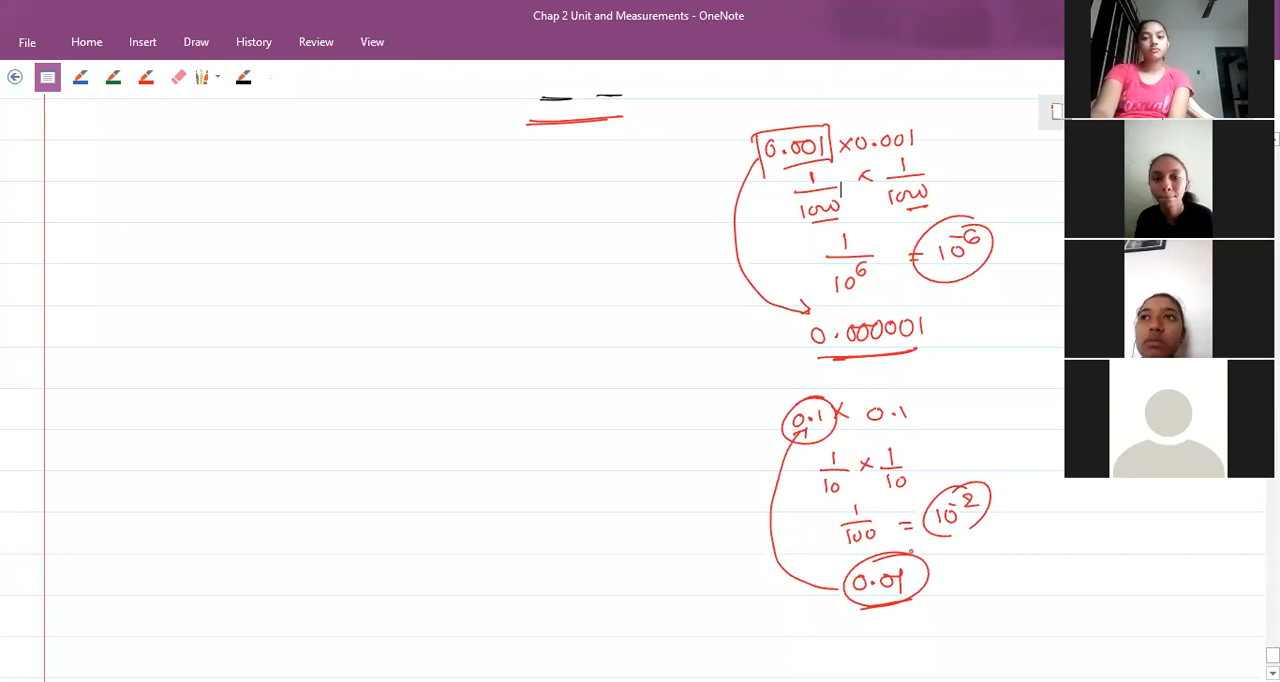 Chap 2 Unit and Measurements - OneNote
File Home Insert Draw History Review View
0.001 ×0.001
1/1000 × 1/1000
1/10⁶ = 10⁻⁶
0.000001
0.1 × 0.1
1/10 × 1/10
1/100 = 10⁻²
0.01